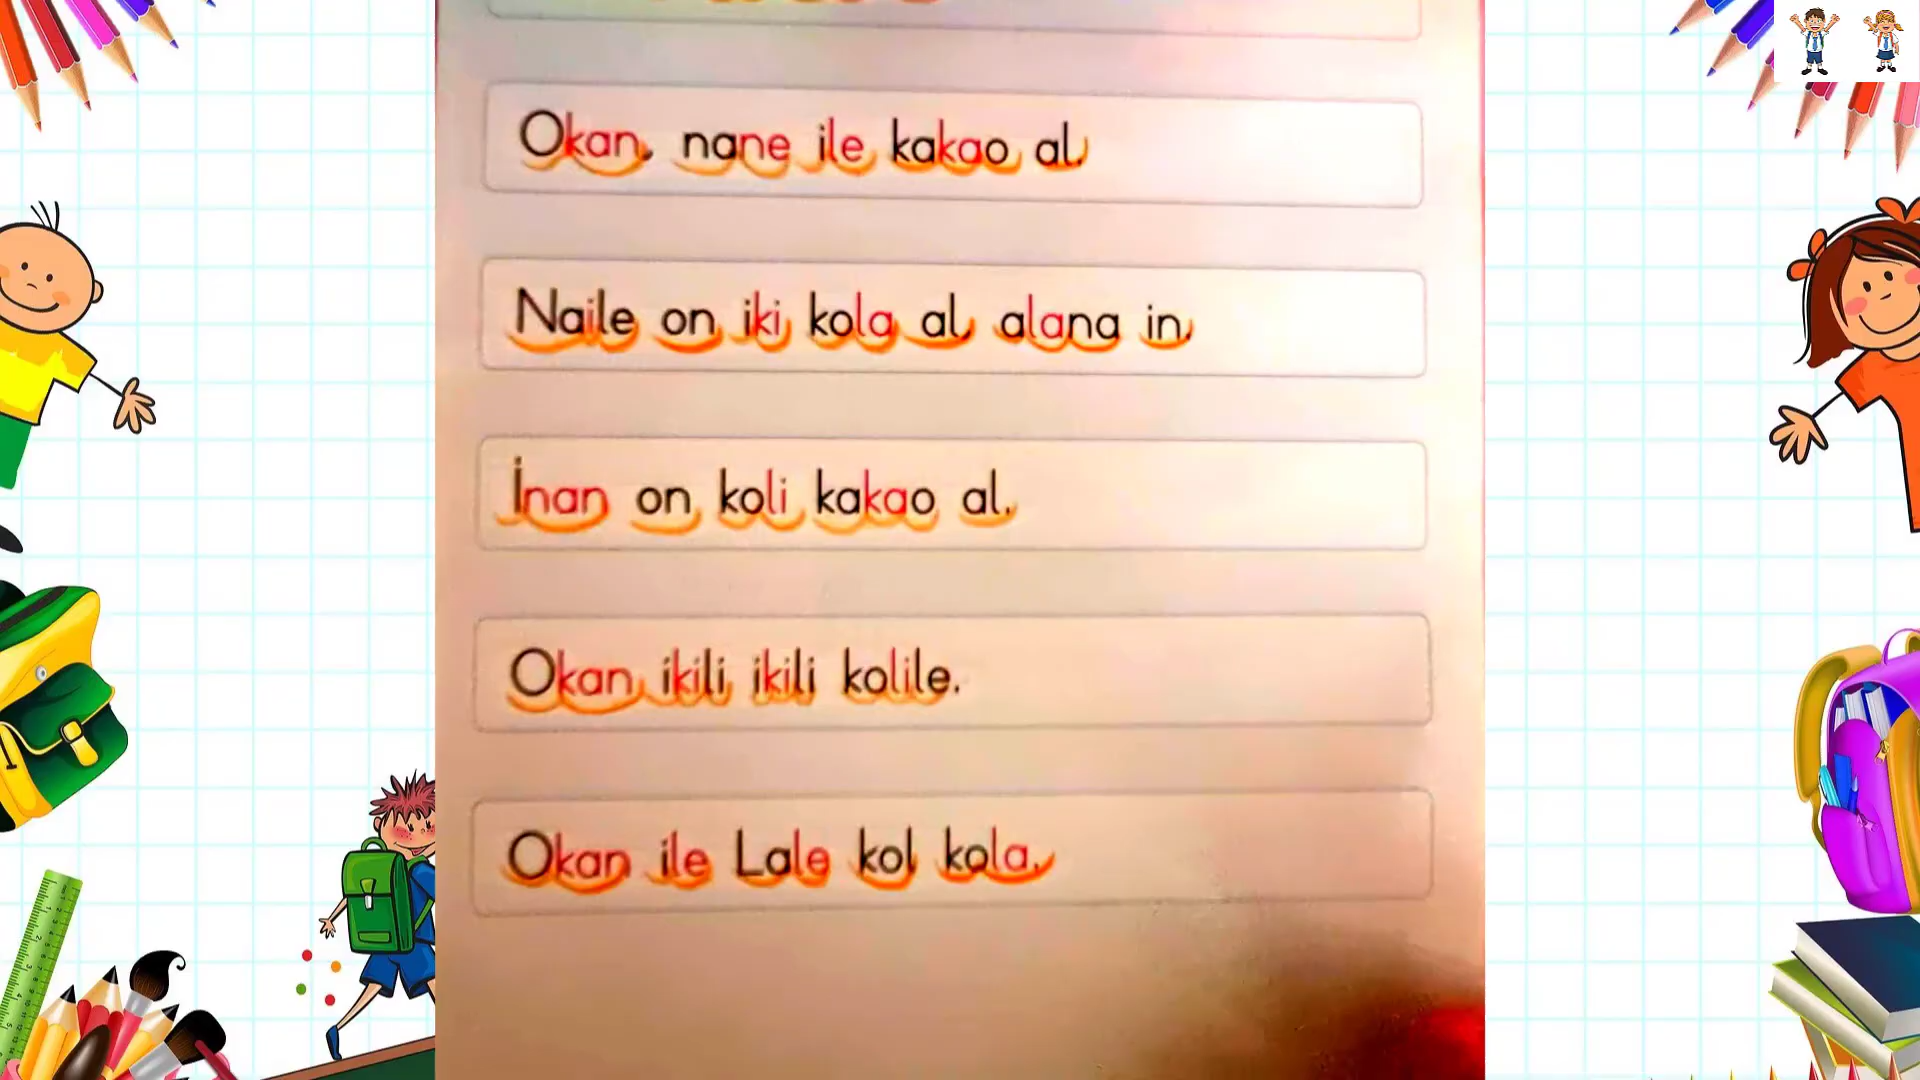 Okan, nane ile kakao al.
Naile on iki kola al, alana in.
İnan on koli kakao al.
Okan ikili ikili kolile.
Okan ile Lale kol kola.